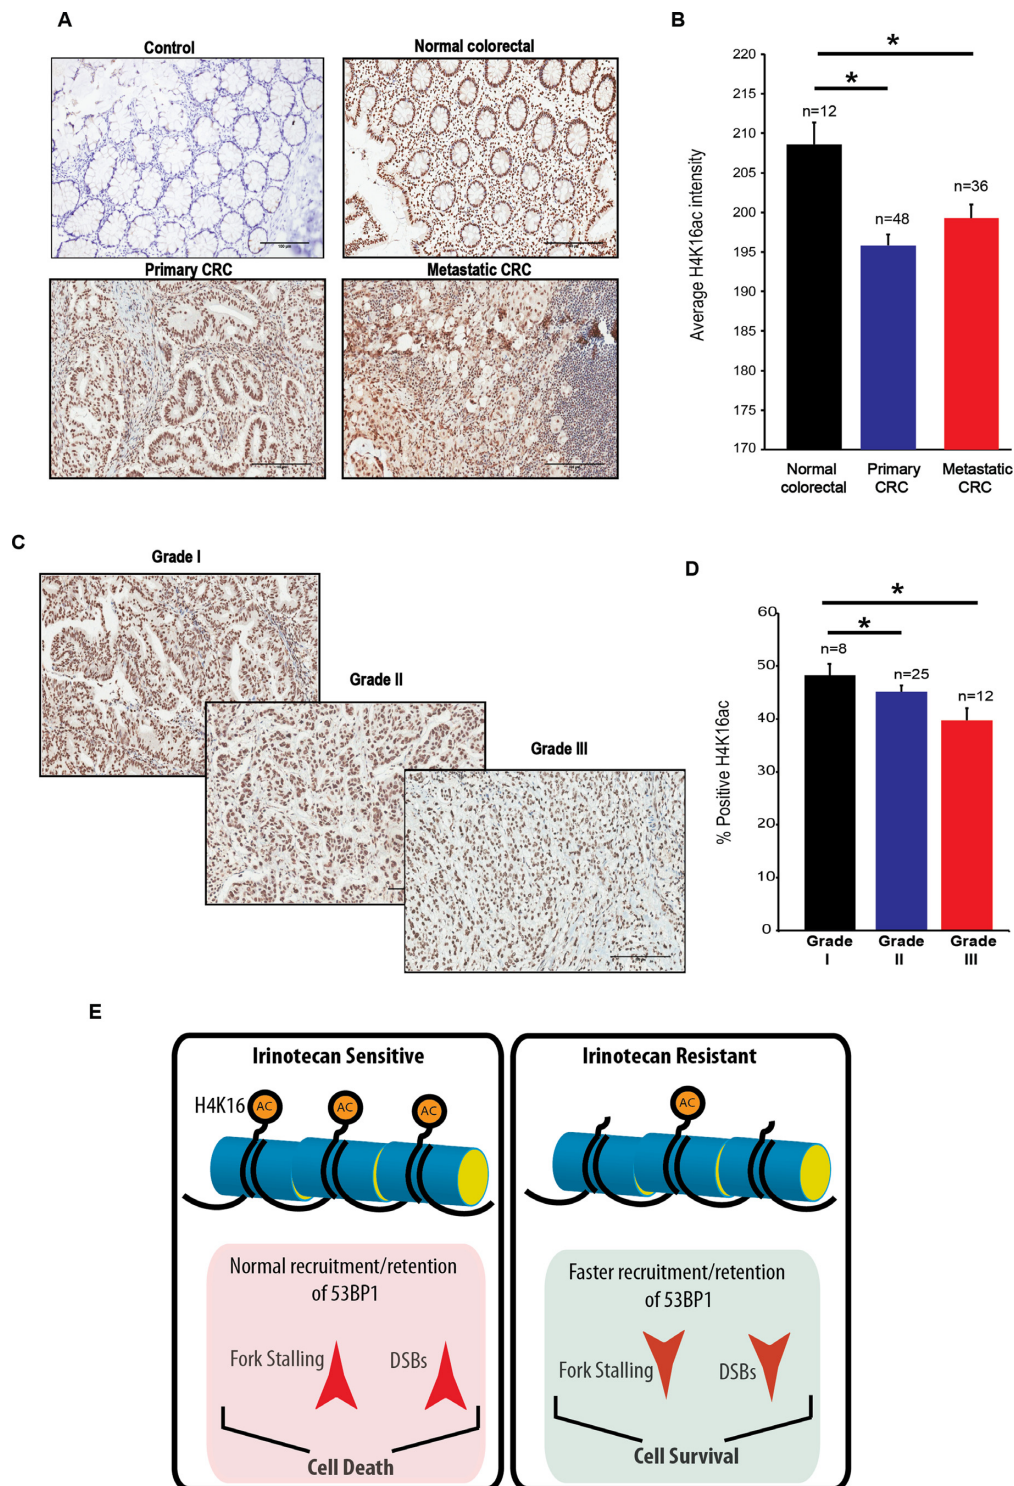 A
Control
Normal colorectal
100 µm
Primary CRC
Metastatic CRC
B
220
215
210
205
200
195
190
185
180
175
170
Average H4K16ac intensity
*
*
n=12
n=48
n=36
Normal colorectal
Primary CRC
Metastatic CRC
C
Grade I
Grade II
Grade III
D
60
50
40
30
20
10
0
% Positive H4K16ac
*
*
n=8
n=25
n=12
Grade I
Grade II
Grade III
E
Irinotecan Sensitive
H4K16
AC
AC
AC
Normal recruitment/retention
of 53BP1
Fork Stalling
DSBs
Cell Death
Irinotecan Resistant
AC
Faster recruitment/retention
of 53BP1
Fork Stalling
DSBs
Cell Survival